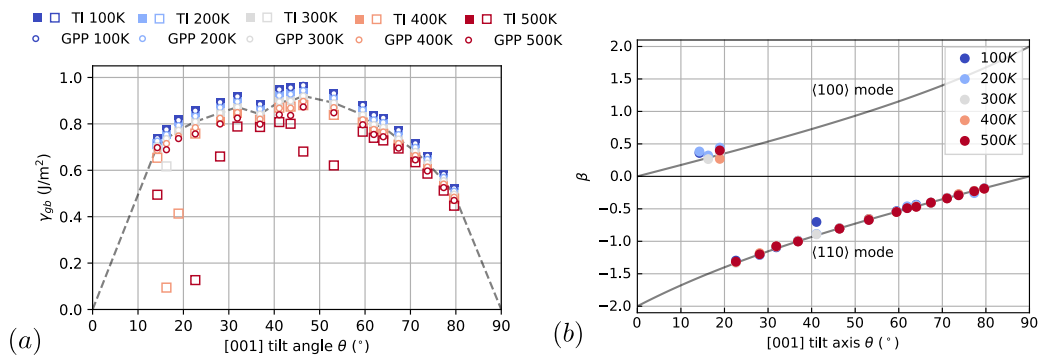 TI 100K TI 200K TI 300K TI 400K TI 500K
GPP 100K GPP 200K GPP 300K GPP 400K GPP 500K
1.0
0.8
0.6
0.4
0.2
0.0
γgb (J/m²)
0 10 20 30 40 50 60 70 80 90
[001] tilt angle θ (°)
(a)
2.0
1.5
1.0
0.5
0.0
−0.5
−1.0
−1.5
−2.0
β
⟨100⟩ mode
⟨110⟩ mode
100K
200K
300K
400K
500K
0 10 20 30 40 50 60 70 80 90
[001] tilt axis θ (°)
(b)